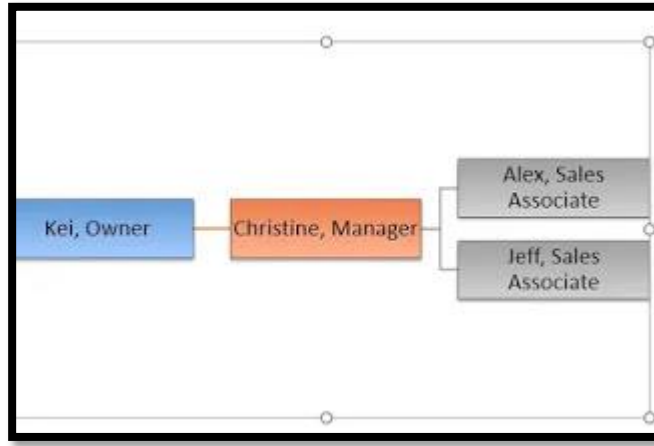 Kei, Owner
Christine, Manager
Alex, Sales
Associate
Jeff, Sales
Associate